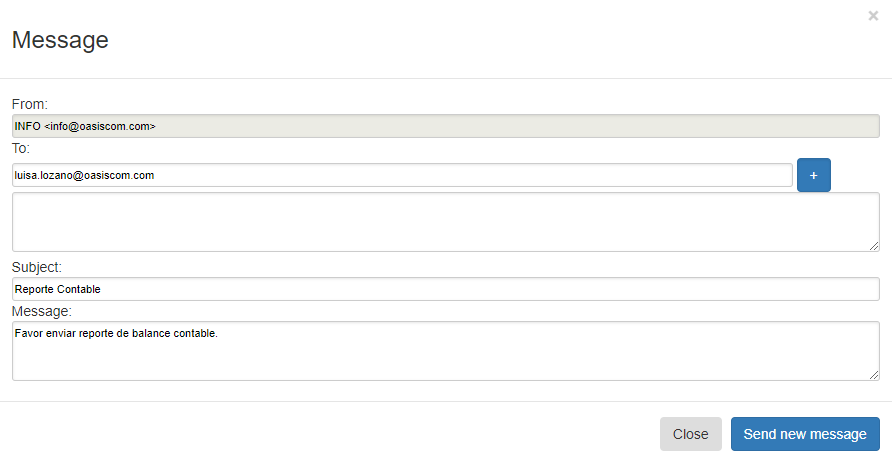 ×
Message
From:
INFO <info@oasiscom.com>
To:
luisa.lozano@oasiscom.com
+
Subject:
Reporte Contable
Message:
Favor enviar reporte de balance contable.
Close
Send new message